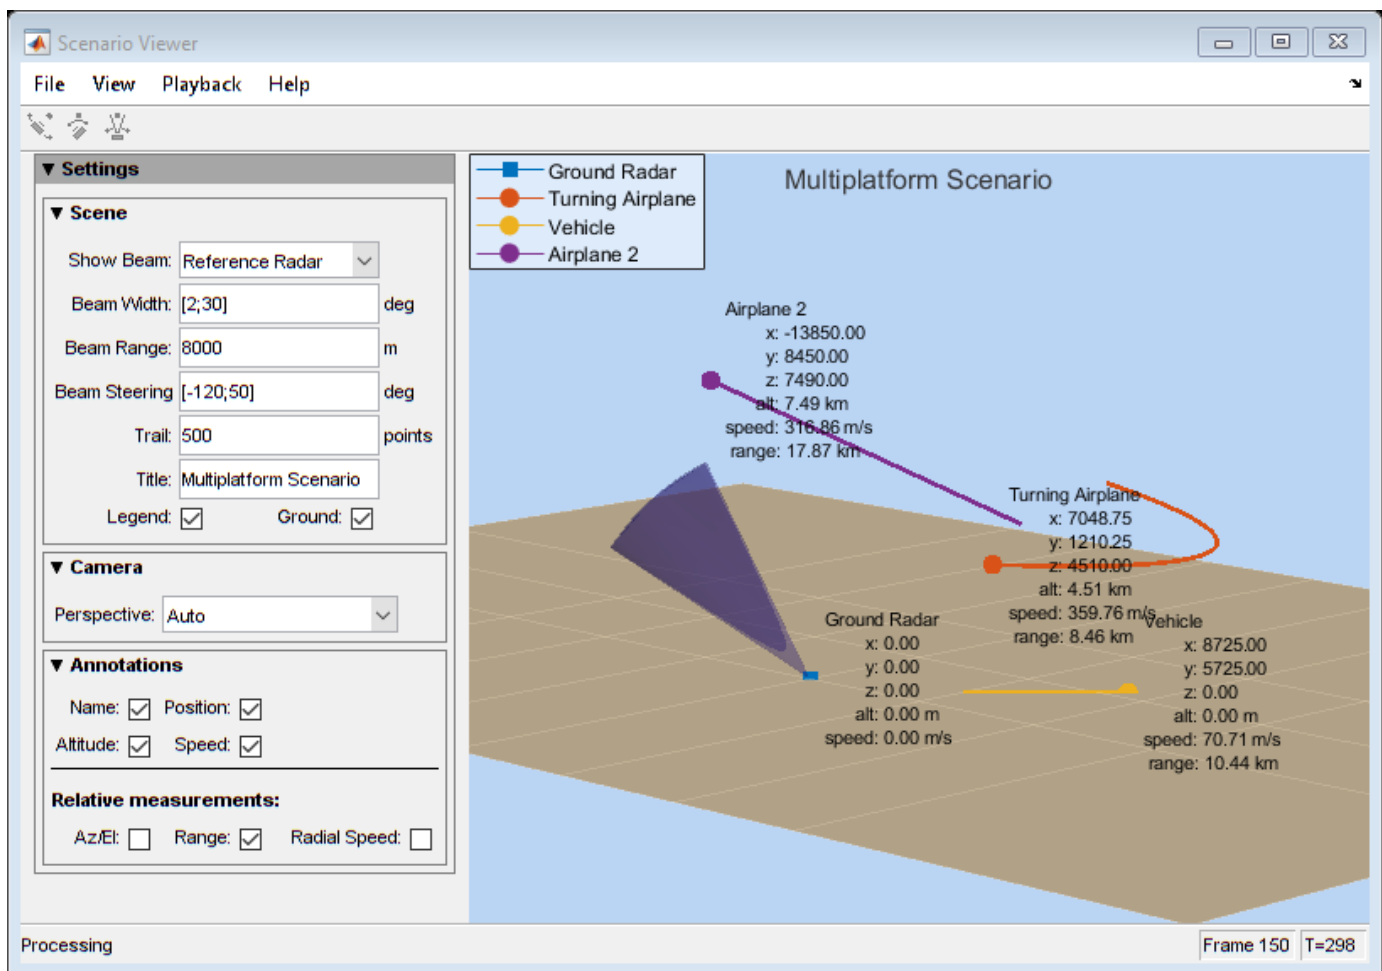 Scenario Viewer
File View Playback Help
▼ Settings
▼ Scene
Show Beam: Reference Radar
Beam Width: [2;30] deg
Beam Range: 8000 m
Beam Steering [-120;50] deg
Trail: 500 points
Title: Multiplatform Scenario
Legend: Ground:
▼ Camera
Perspective: Auto
▼ Annotations
Name: Position:
Altitude: Speed:
Relative measurements:
Az/El: Range: Radial Speed:
Ground Radar
Turning Airplane
Vehicle
Airplane 2
Multiplatform Scenario
Airplane 2
x: -13850.00
y: 8450.00
z: 7490.00
alt: 7.49 km
speed: 316.86 m/s
range: 17.87 km
Turning Airplane
x: 7048.75
y: 1210.25
z: 4510.00
alt: 4.51 km
speed: 359.76 m/s
range: 8.46 km
Ground Radar
x: 0.00
y: 0.00
z: 0.00
alt: 0.00 m
speed: 0.00 m/s
Vehicle
x: 8725.00
y: 5725.00
z: 0.00
alt: 0.00 m
speed: 70.71 m/s
range: 10.44 km
Processing
Frame 150 T=298